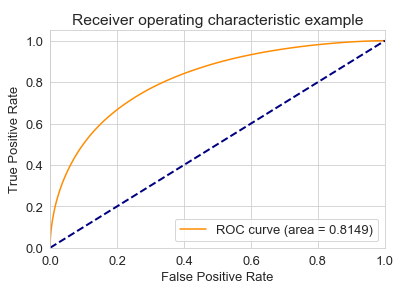 Receiver operating characteristic example
True Positive Rate
1.0
0.8
0.6
0.4
0.2
0.0
ROC curve (area = 0.8149)
0.0 0.2 0.4 0.6 0.8 1.0
False Positive Rate